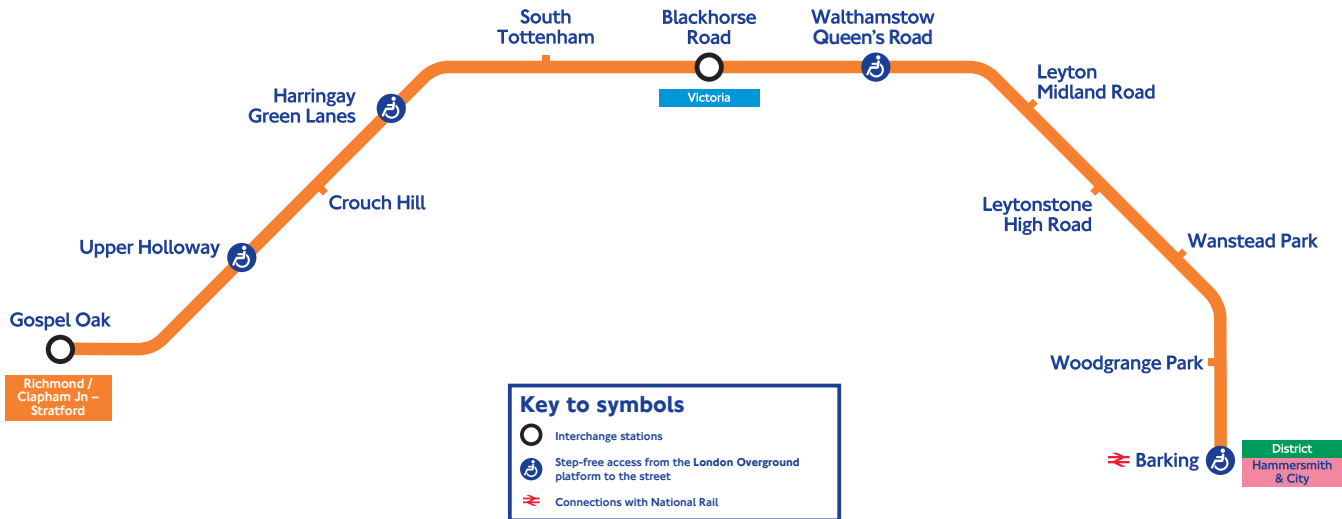 South
Tottenham
Blackhorse
Road
Victoria
Walthamstow
Queen's Road
Leyton
Midland Road
Harringay
Green Lanes
Crouch Hill
Leytonstone
High Road
Upper Holloway
Wanstead Park
Gospel Oak
Richmond /
Clapham Jn –
Stratford
Woodgrange Park
Key to symbols
Interchange stations
Step-free access from the London Overground
platform to the street
Connections with National Rail
Barking
District
Hammersmith
& City